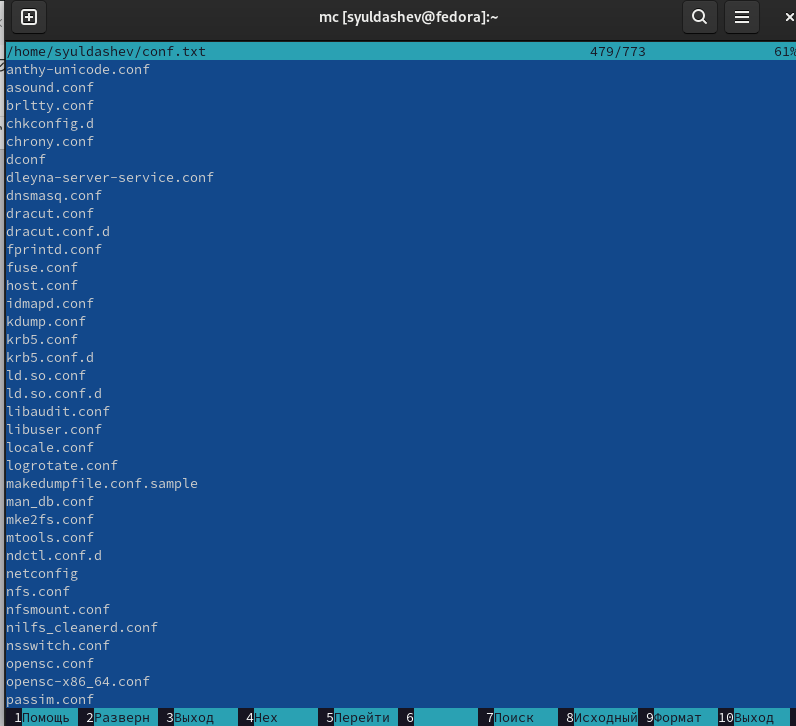 mc [syuldashev@fedora]:~
/home/syuldashev/conf.txt 479/773 61%
anthy-unicode.conf
asound.conf
brltty.conf
chkconfig.d
chrony.conf
dconf
dleyna-server-service.conf
dnsmasq.conf
dracut.conf
dracut.conf.d
fprintd.conf
fuse.conf
host.conf
idmapd.conf
kdump.conf
krb5.conf
krb5.conf.d
ld.so.conf
ld.so.conf.d
libaudit.conf
libuser.conf
locale.conf
logrotate.conf
makedumpfile.conf.sample
man_db.conf
mke2fs.conf
mtools.conf
ndctl.conf.d
netconfig
nfs.conf
nfsmount.conf
nilfs_cleanerd.conf
nsswitch.conf
opensc.conf
opensc-x86_64.conf
passim.conf
1Помощь 2Разверн 3Выход 4Hex 5Перейти 6 7Поиск 8Исходный 9Формат 10Выход